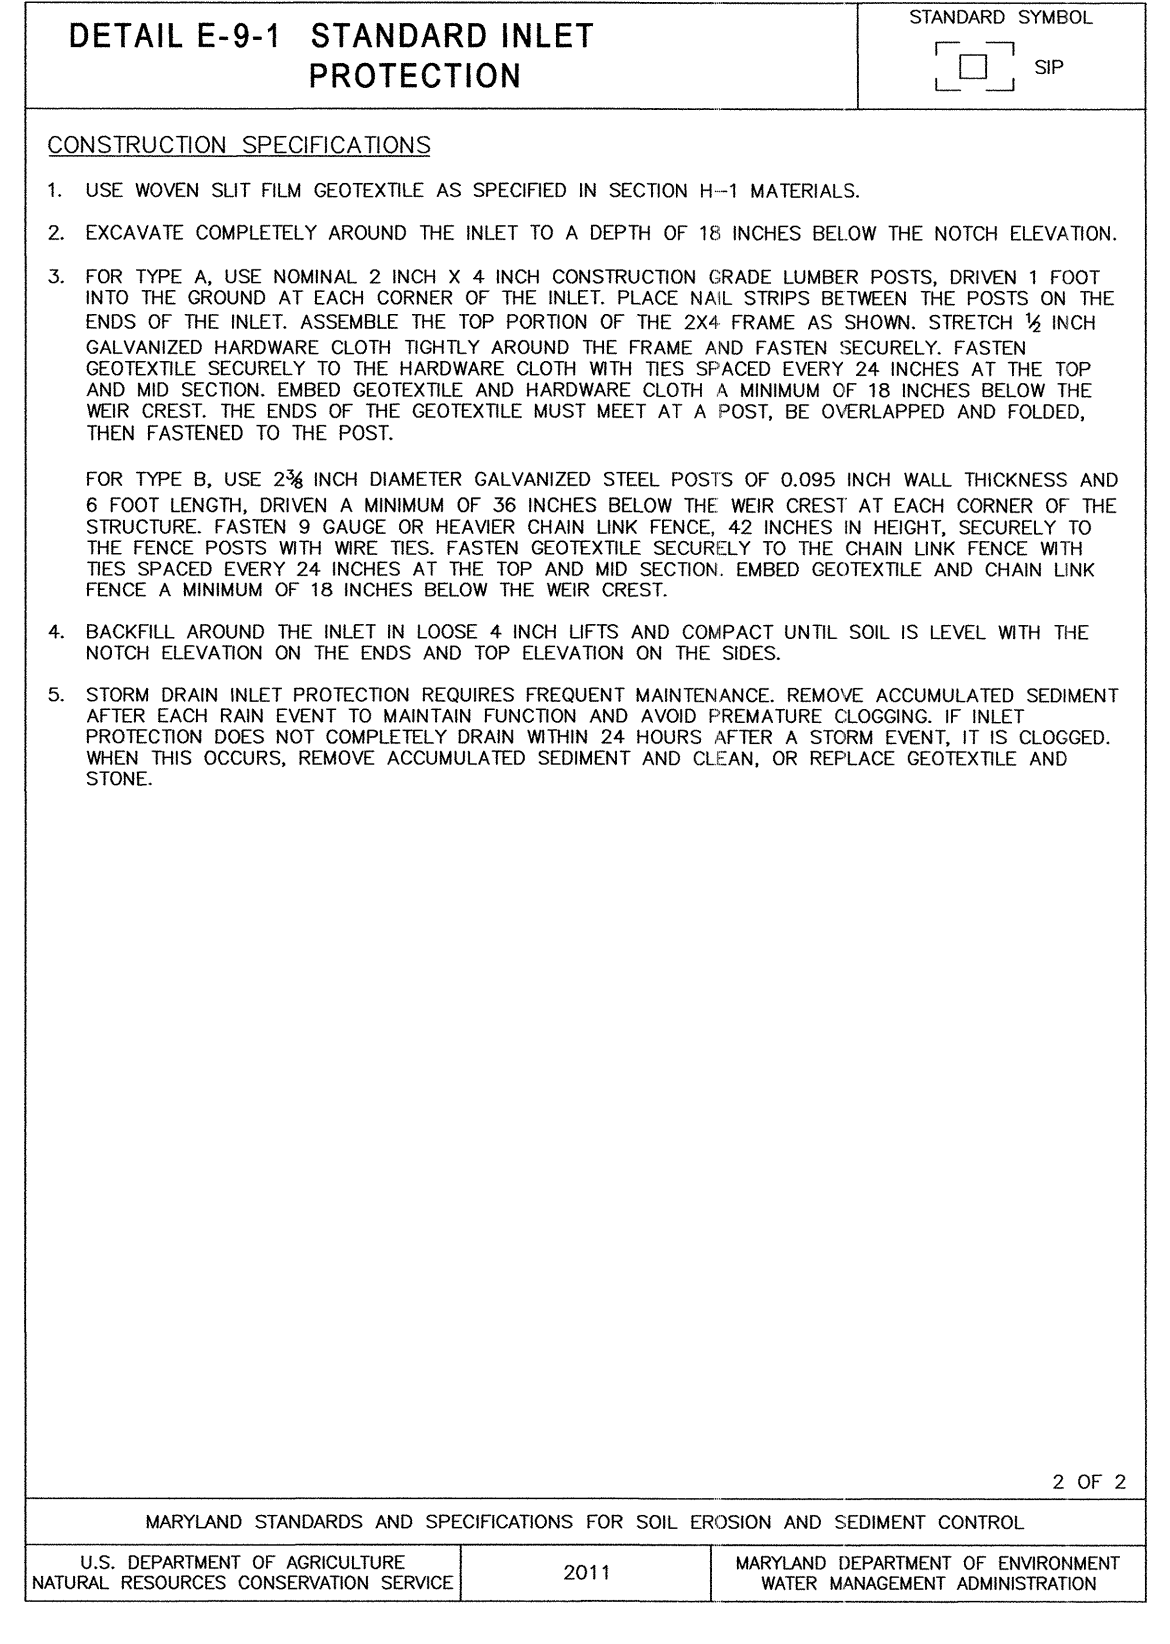 DETAIL E-9-1 STANDARD INLET
PROTECTION
STANDARD SYMBOL
SIP
CONSTRUCTION SPECIFICATIONS
1. USE WOVEN SLIT FILM GEOTEXTILE AS SPECIFIED IN SECTION H-1 MATERIALS.
2. EXCAVATE COMPLETELY AROUND THE INLET TO A DEPTH OF 18 INCHES BELOW THE NOTCH ELEVATION.
3. FOR TYPE A, USE NOMINAL 2 INCH X 4 INCH CONSTRUCTION GRADE LUMBER POSTS, DRIVEN 1 FOOT
INTO THE GROUND AT EACH CORNER OF THE INLET. PLACE NAIL STRIPS BETWEEN THE POSTS ON THE
ENDS OF THE INLET. ASSEMBLE THE TOP PORTION OF THE 2X4 FRAME AS SHOWN. STRETCH ½ INCH
GALVANIZED HARDWARE CLOTH TIGHTLY AROUND THE FRAME AND FASTEN SECURELY. FASTEN
GEOTEXTILE SECURELY TO THE HARDWARE CLOTH WITH TIES SPACED EVERY 24 INCHES AT THE TOP
AND MID SECTION. EMBED GEOTEXTILE AND HARDWARE CLOTH A MINIMUM OF 18 INCHES BELOW THE
WEIR CREST. THE ENDS OF THE GEOTEXTILE MUST MEET AT A POST, BE OVERLAPPED AND FOLDED,
THEN FASTENED TO THE POST.
FOR TYPE B, USE 2⅜ INCH DIAMETER GALVANIZED STEEL POSTS OF 0.095 INCH WALL THICKNESS AND
6 FOOT LENGTH, DRIVEN A MINIMUM OF 36 INCHES BELOW THE WEIR CREST AT EACH CORNER OF THE
STRUCTURE. FASTEN 9 GAUGE OR HEAVIER CHAIN LINK FENCE, 42 INCHES IN HEIGHT, SECURELY TO
THE FENCE POSTS WITH WIRE TIES. FASTEN GEOTEXTILE SECURELY TO THE CHAIN LINK FENCE WITH
TIES SPACED EVERY 24 INCHES AT THE TOP AND MID SECTION. EMBED GEOTEXTILE AND CHAIN LINK
FENCE A MINIMUM OF 18 INCHES BELOW THE WEIR CREST.
4. BACKFILL AROUND THE INLET IN LOOSE 4 INCH LIFTS AND COMPACT UNTIL SOIL IS LEVEL WITH THE
NOTCH ELEVATION ON THE ENDS AND TOP ELEVATION ON THE SIDES.
5. STORM DRAIN INLET PROTECTION REQUIRES FREQUENT MAINTENANCE. REMOVE ACCUMULATED SEDIMENT
AFTER EACH RAIN EVENT TO MAINTAIN FUNCTION AND AVOID PREMATURE CLOGGING. IF INLET
PROTECTION DOES NOT COMPLETELY DRAIN WITHIN 24 HOURS AFTER A STORM EVENT, IT IS CLOGGED.
WHEN THIS OCCURS, REMOVE ACCUMULATED SEDIMENT AND CLEAN, OR REPLACE GEOTEXTILE AND
STONE.
2 OF 2
MARYLAND STANDARDS AND SPECIFICATIONS FOR SOIL EROSION AND SEDIMENT CONTROL
U.S. DEPARTMENT OF AGRICULTURE
NATURAL RESOURCES CONSERVATION SERVICE
2011
MARYLAND DEPARTMENT OF ENVIRONMENT
WATER MANAGEMENT ADMINISTRATION